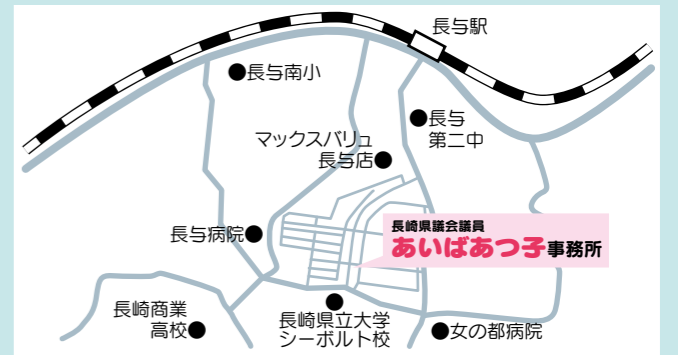 長与駅
長与南小
長与
第二中
マックスバリュ
長与店
長与病院
長崎県議会議員
あいばあつ子事務所
長崎商業
高校
長崎県立大学
シーボルト校
女の都病院